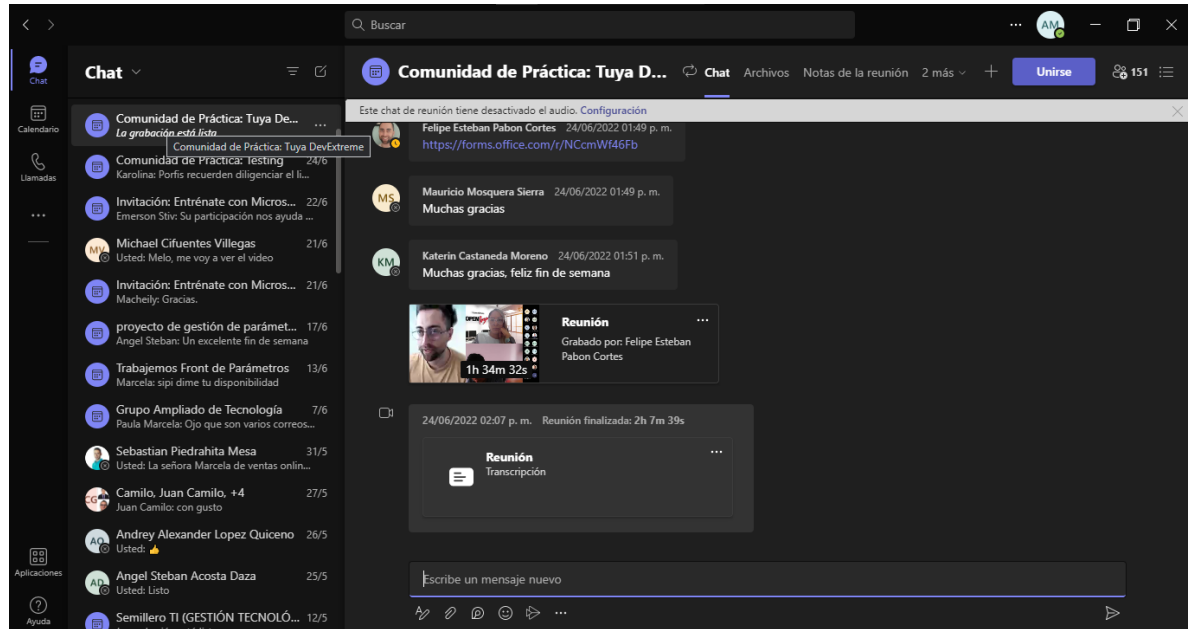 Buscar
AM
Chat
Calendario
Llamadas
Aplicaciones
Ayuda
Chat
Comunidad de Práctica: Tuya De...
La grabación está lista
Comunidad de Práctica: Tuya DevExtreme
Comunidad de Práctica: Testing 24/6
Karolina: Porfis recuerden diligenciar el li...
Invitación: Entrénate con Micros... 22/6
Emerson Stiv: Su participación nos ayuda ...
MV
Michael Cifuentes Villegas 21/6
Usted: Melo, me voy a ver el video
Invitación: Entrénate con Micros... 21/6
Macheily: Gracias.
proyecto de gestión de parámet... 17/6
Angel Steban: Un excelente fin de semana
Trabajemos Front de Parámetros 13/6
Marcela: sipi dime tu disponibilidad
Grupo Ampliado de Tecnología 7/6
Paula Marcela: Ojo que son varios correos...
Sebastian Piedrahita Mesa 31/5
Usted: La señora Marcela de ventas onlin...
CG
Camilo, Juan Camilo, +4 27/5
Juan Camilo: con gusto
AQ
Andrey Alexander Lopez Quiceno 26/5
Usted: 👍
AD
Angel Steban Acosta Daza 25/5
Usted: Listo
Semillero TI (GESTIÓN TECNOLÓ... 12/5
Comunidad de Práctica: Tuya D...
Chat Archivos Notas de la reunión 2 más
Unirse
151
Este chat de reunión tiene desactivado el audio. Configuración
Felipe Esteban Pabon Cortes 24/06/2022 01:49 p. m.
https://forms.office.com/r/NCcmWf46Fb
MS
Mauricio Mosquera Sierra 24/06/2022 01:49 p. m.
Muchas gracias
KM
Katerin Castaneda Moreno 24/06/2022 01:51 p. m.
Muchas gracias, feliz fin de semana
1h 34m 32s
Reunión
Grabado por: Felipe Esteban
Pabon Cortes
24/06/2022 02:07 p. m. Reunión finalizada: 2h 7m 39s
Reunión
Transcripción
Escribe un mensaje nuevo